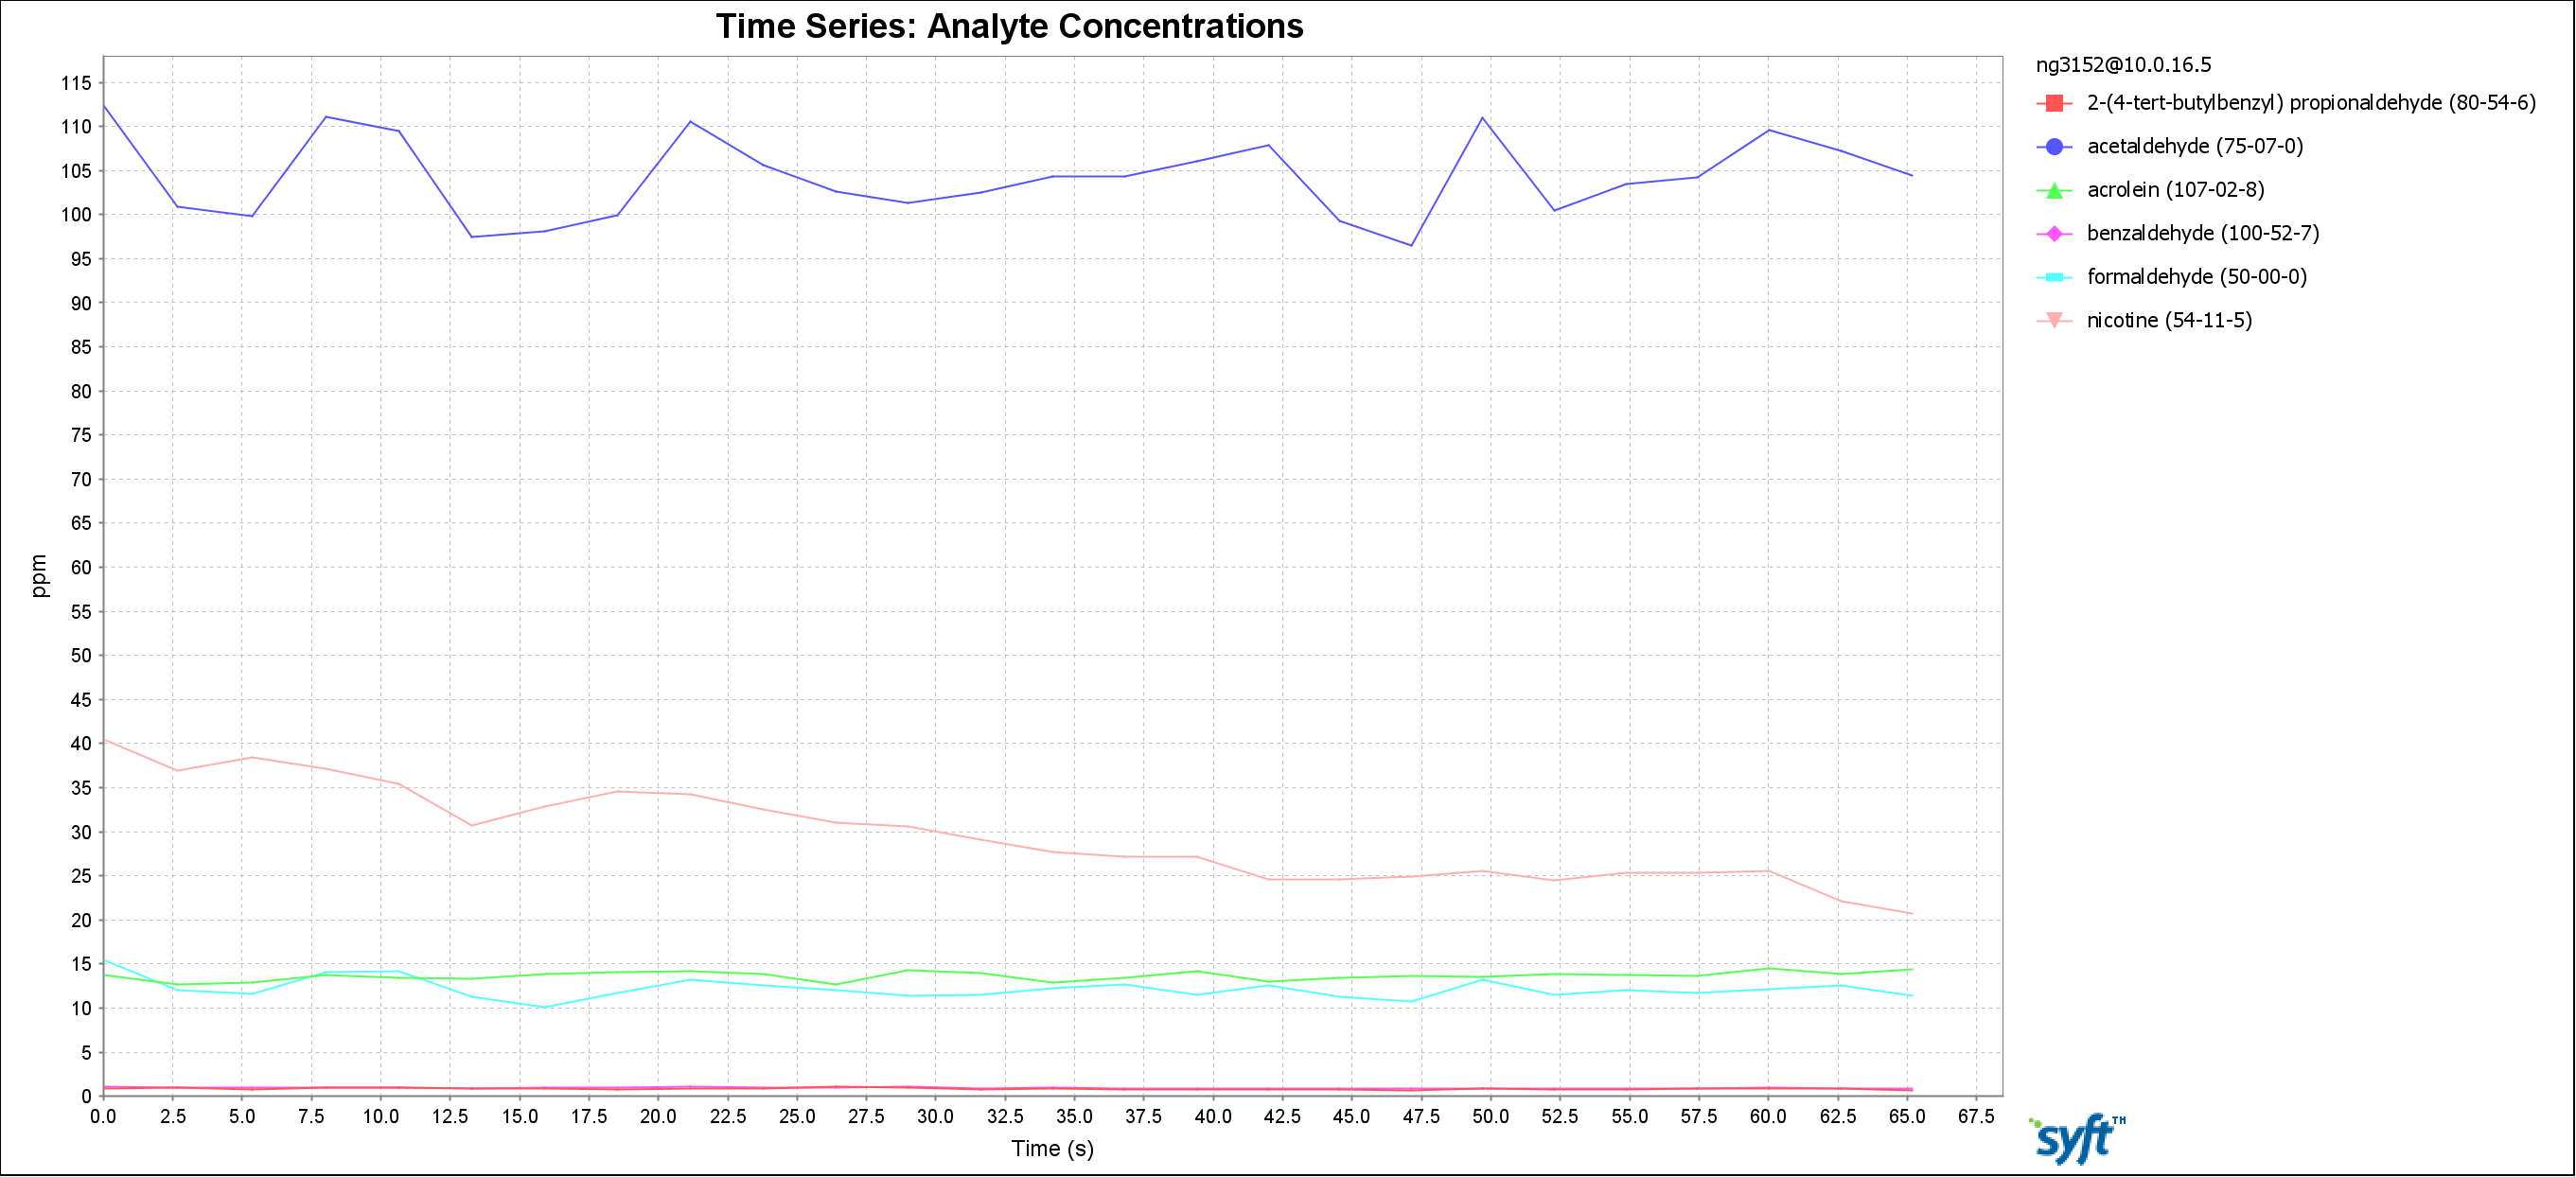 Time Series: Analyte Concentrations
ng3152@10.0.16.5
2-(4-tert-butylbenzyl) propionaldehyde (80-54-6)
acetaldehyde (75-07-0)
acrolein (107-02-8)
benzaldehyde (100-52-7)
formaldehyde (50-00-0)
nicotine (54-11-5)
115
110
105
100
95
90
85
80
75
70
65
60
55
50
45
40
35
30
25
20
15
10
5
0
ppm
0.0 2.5 5.0 7.5 10.0 12.5 15.0 17.5 20.0 22.5 25.0 27.5 30.0 32.5 35.0 37.5 40.0 42.5 45.0 47.5 50.0 52.5 55.0 57.5 60.0 62.5 65.0 67.5
Time (s)
syft™